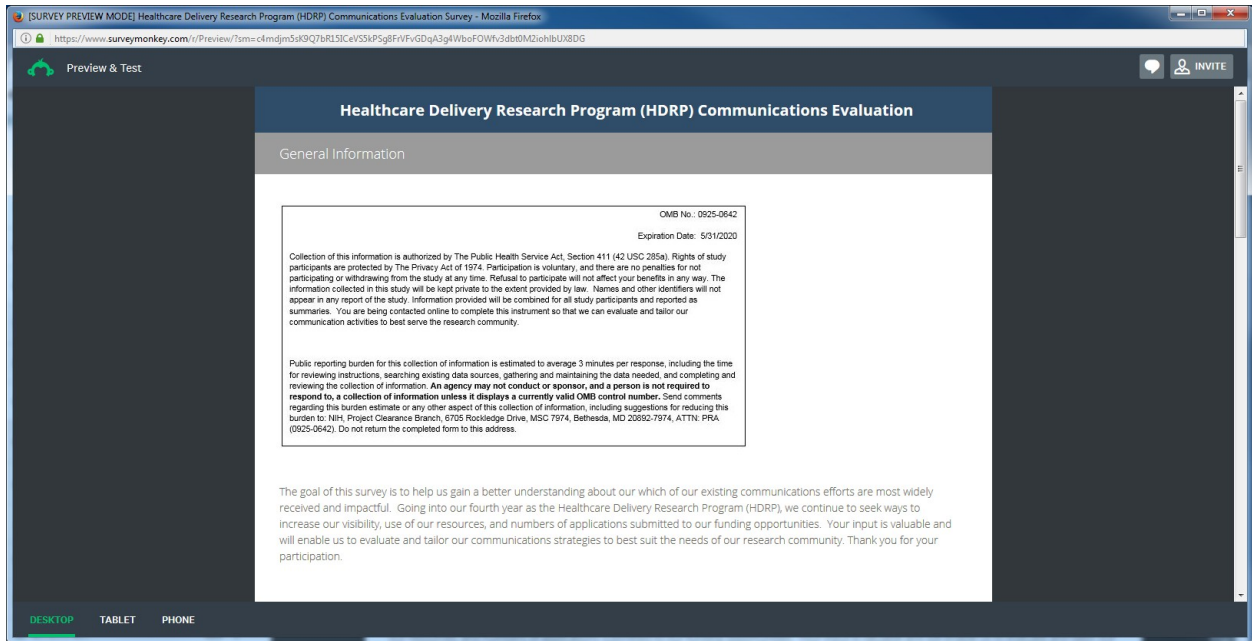 [SURVEY PREVIEW MODE] Healthcare Delivery Research Program (HDRP) Communications Evaluation Survey - Mozilla Firefox
https://www.surveymonkey.com/r/Preview/?sm=c4mdjm5sK9Q7bR15ICeVS5kPSg8FrVFvGDqA3g4WboFOWfv3dbt0M2iohlbUX8DG
Preview & Test
INVITE
Healthcare Delivery Research Program (HDRP) Communications Evaluation
General Information
OMB No.: 0925-0642
Expiration Date: 5/31/2020
Collection of this information is authorized by The Public Health Service Act, Section 411 (42 USC 285a). Rights of study
participants are protected by The Privacy Act of 1974. Participation is voluntary, and there are no penalties for not
participating or withdrawing from the study at any time. Refusal to participate will not affect your benefits in any way. The
information collected in this study will be kept private to the extent provided by law. Names and other identifiers will not
appear in any report of the study. Information provided will be combined for all study participants and reported as
summaries. You are being contacted online to complete this instrument so that we can evaluate and tailor our
communication activities to best serve the research community.
Public reporting burden for this collection of information is estimated to average 3 minutes per response, including the time
for reviewing instructions, searching existing data sources, gathering and maintaining the data needed, and completing and
reviewing the collection of information. An agency may not conduct or sponsor, and a person is not required to
respond to, a collection of information unless it displays a currently valid OMB control number. Send comments
regarding this burden estimate or any other aspect of this collection of information, including suggestions for reducing this
burden to: NIH, Project Clearance Branch, 6705 Rockledge Drive, MSC 7974, Bethesda, MD 20892-7974, ATTN: PRA
(0925-0642). Do not return the completed form to this address.
The goal of this survey is to help us gain a better understanding about our which of our existing communications efforts are most widely
received and impactful. Going into our fourth year as the Healthcare Delivery Research Program (HDRP), we continue to seek ways to
increase our visibility, use of our resources, and numbers of applications submitted to our funding opportunities. Your input is valuable and
will enable us to evaluate and tailor our communications strategies to best suit the needs of our research community. Thank you for your
participation.
DESKTOP TABLET PHONE